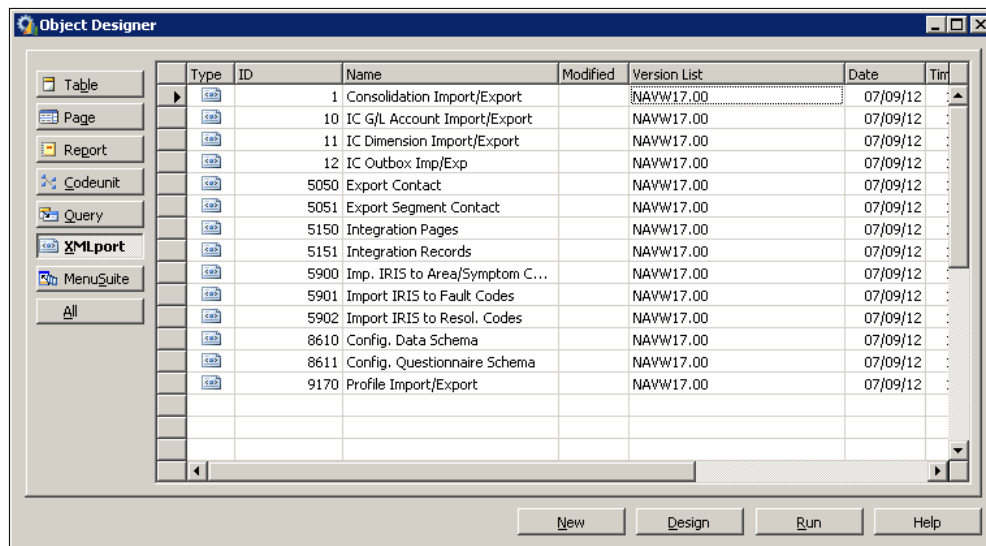 Object Designer
Table
Page
Report
Codeunit
Query
XMLport
MenuSuite
All
Type ID Name Modified Version List Date
1 Consolidation Import/Export NAVW17.00 07/09/12
10 IC G/L Account Import/Export NAVW17.00 07/09/12
11 IC Dimension Import/Export NAVW17.00 07/09/12
12 IC Outbox Imp/Exp NAVW17.00 07/09/12
5050 Export Contact NAVW17.00 07/09/12
5051 Export Segment Contact NAVW17.00 07/09/12
5150 Integration Pages NAVW17.00 07/09/12
5151 Integration Records NAVW17.00 07/09/12
5900 Imp. IRIS to Area/Symptom C... NAVW17.00 07/09/12
5901 Import IRIS to Fault Codes NAVW17.00 07/09/12
5902 Import IRIS to Resol. Codes NAVW17.00 07/09/12
8610 Config. Data Schema NAVW17.00 07/09/12
8611 Config. Questionnaire Schema NAVW17.00 07/09/12
9170 Profile Import/Export NAVW17.00 07/09/12
New Design Run Help